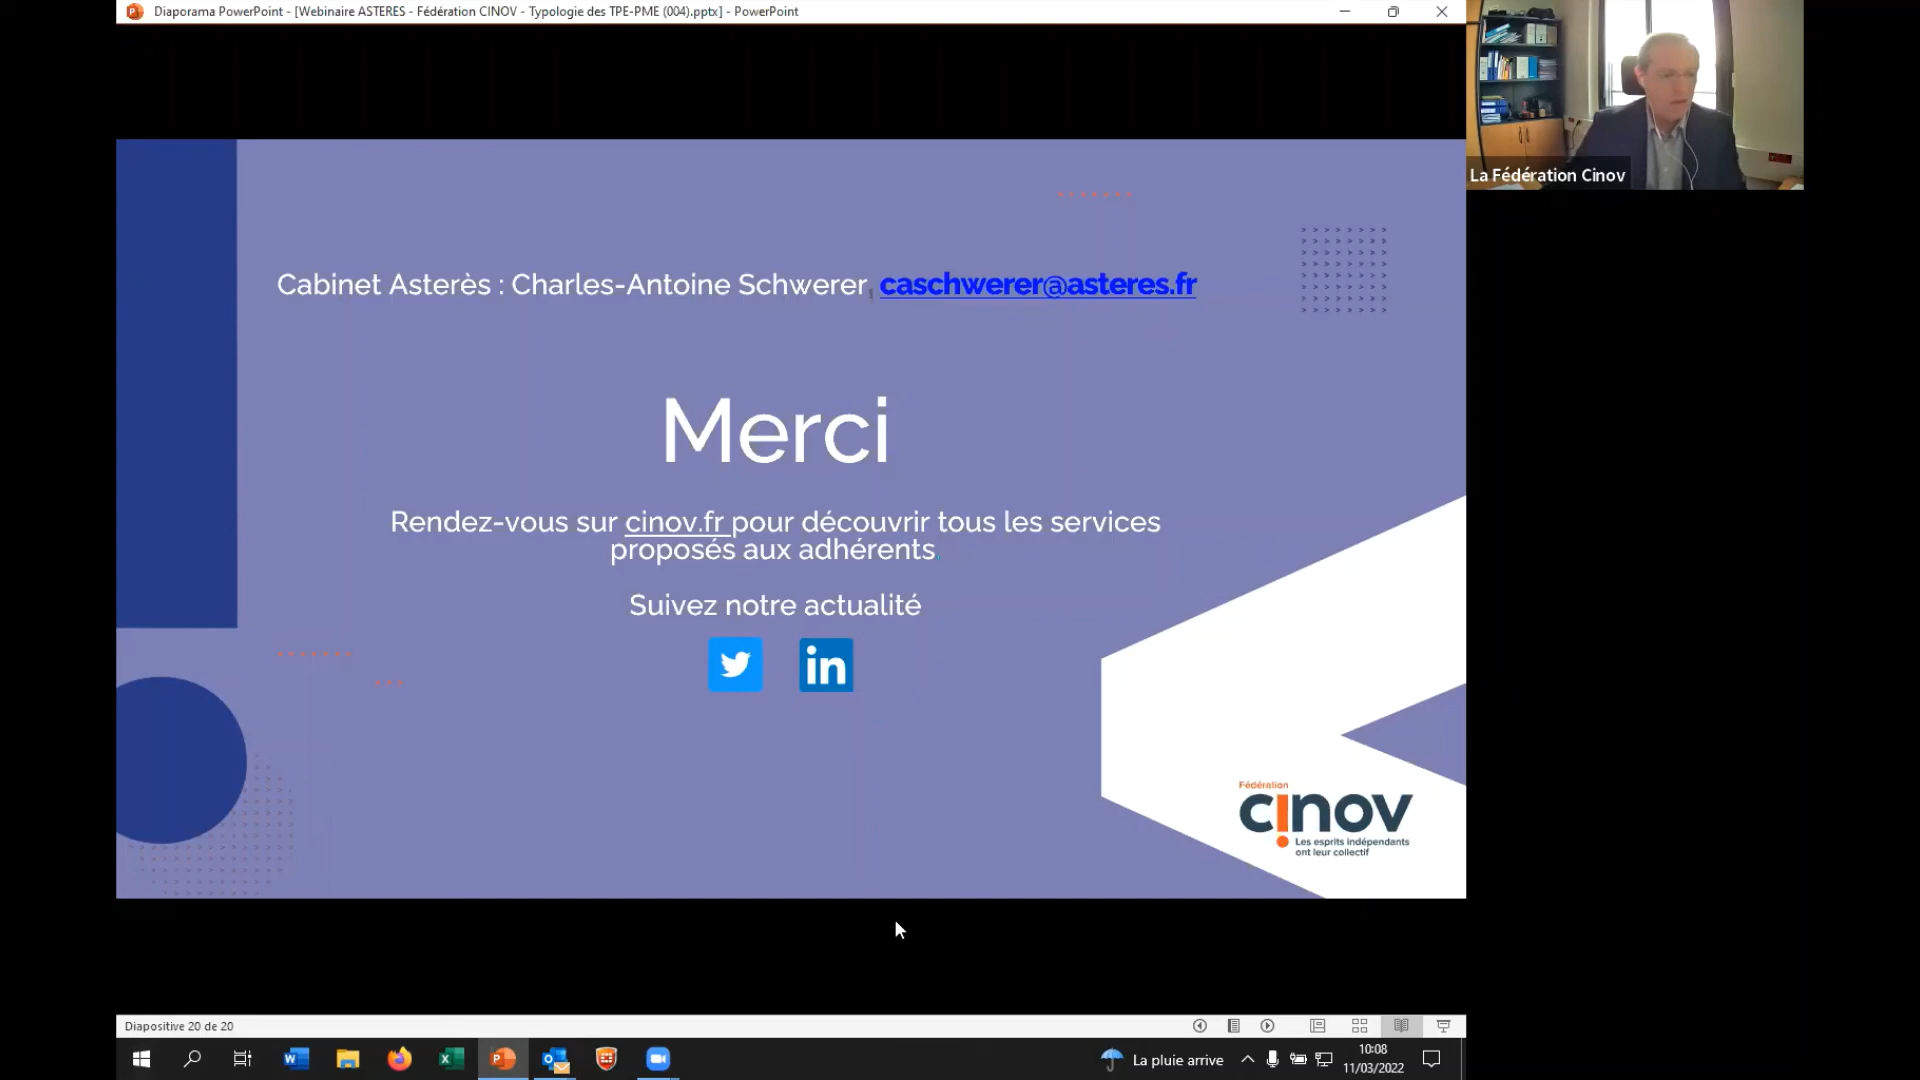 Diaporama PowerPoint - [Webinaire ASTERES - Fédération CINOV - Typologie des TPE-PME (004).pptx] - PowerPoint
La Fédération Cinov
Cabinet Asterès : Charles-Antoine Schwerer, caschwerer@asteres.fr
Merci
Rendez-vous sur cinov.fr pour découvrir tous les services
proposés aux adhérents
Suivez notre actualité
in
Fédération
cinov
Les esprits indépendants
ont leur collectif
Diapositive 20 de 20
La pluie arrive
10:08
11/03/2022